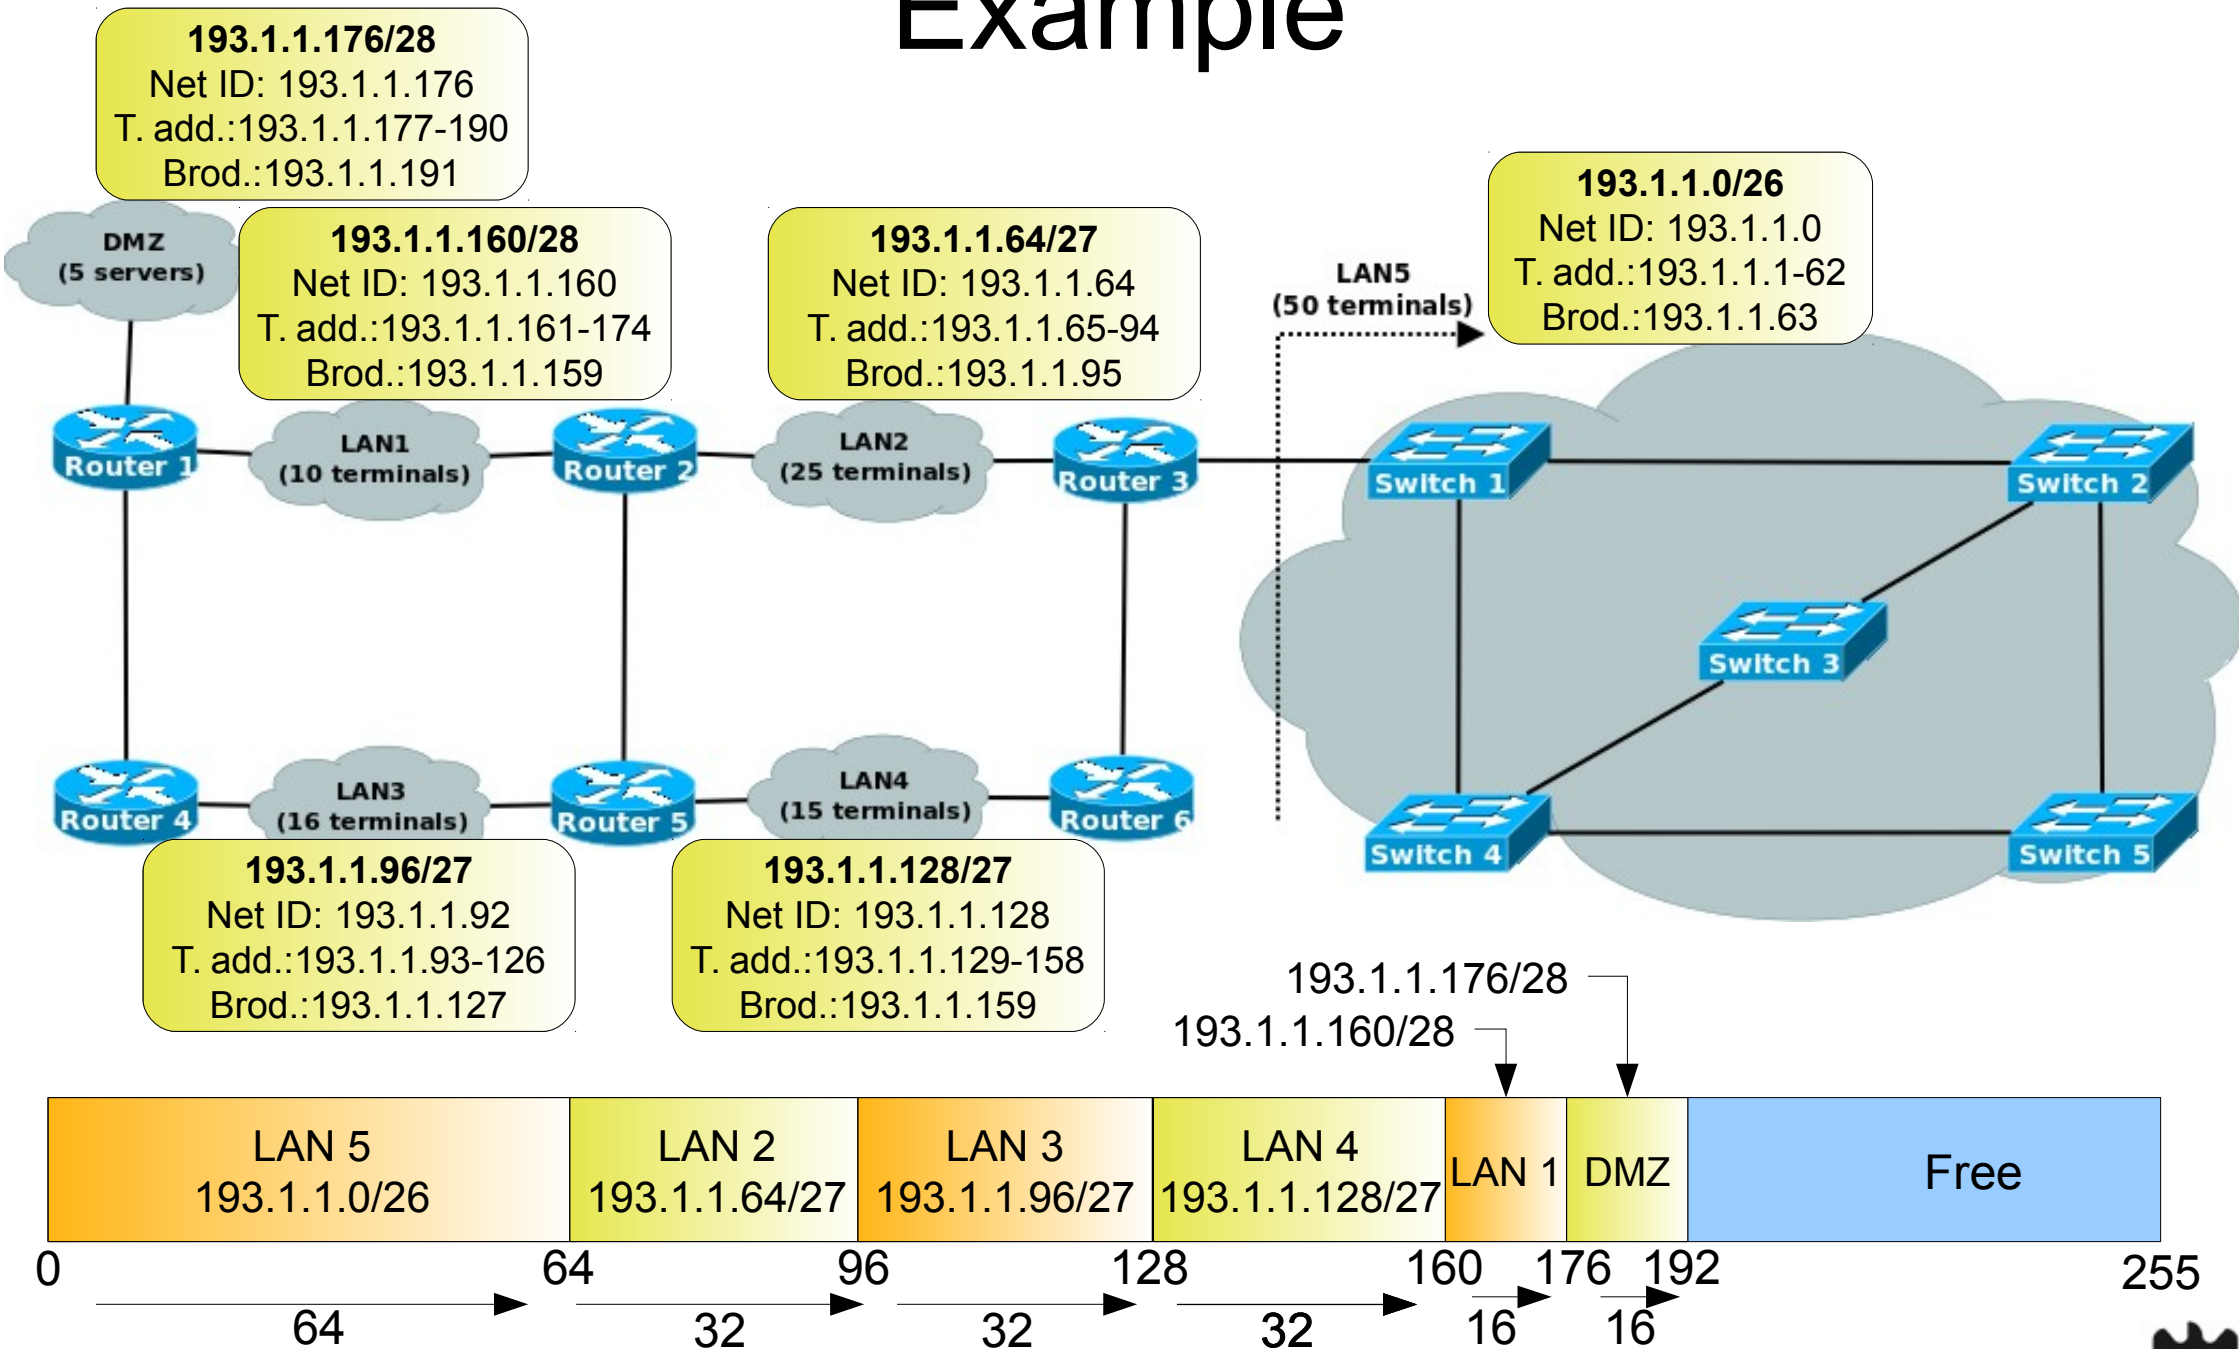 Example
193.1.1.176/28
Net ID: 193.1.1.176
T. add.:193.1.1.177-190
Brod.:193.1.1.191
DMZ
(5 servers)
193.1.1.160/28
Net ID: 193.1.1.160
T. add.:193.1.1.161-174
Brod.:193.1.1.159
193.1.1.64/27
Net ID: 193.1.1.64
T. add.:193.1.1.65-94
Brod.:193.1.1.95
LAN5
(50 terminals)
193.1.1.0/26
Net ID: 193.1.1.0
T. add.:193.1.1.1-62
Brod.:193.1.1.63
Router 1
LAN1
(10 terminals)
Router 2
LAN2
(25 terminals)
Router 3
Switch 1
Switch 2
Switch 3
Router 4
LAN3
(16 terminals)
Router 5
LAN4
(15 terminals)
Router 6
Switch 4
Switch 5
193.1.1.96/27
Net ID: 193.1.1.92
T. add.:193.1.1.93-126
Brod.:193.1.1.127
193.1.1.128/27
Net ID: 193.1.1.128
T. add.:193.1.1.129-158
Brod.:193.1.1.159
193.1.1.176/28
193.1.1.160/28
LAN 5
193.1.1.0/26
LAN 2
193.1.1.64/27
LAN 3
193.1.1.96/27
LAN 4
193.1.1.128/27
LAN 1
DMZ
Free
0 64 96 128 160 176 192 255
64 32 32 32 16 16